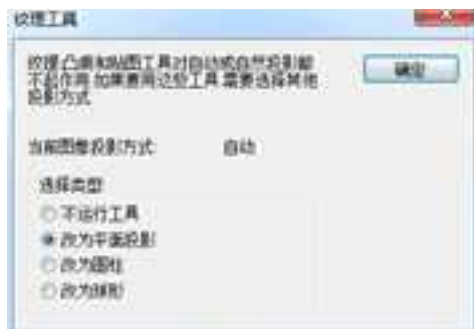 纹理工具
纹理,凸痕和贴图工具对自动或自然投影都
不起作用.如果要用这些工具,需要选择其他
投影方式
确定
当前图像投影方式 自动
选择类型
不运行工具
改为平面投影
改为圆柱
改为球形